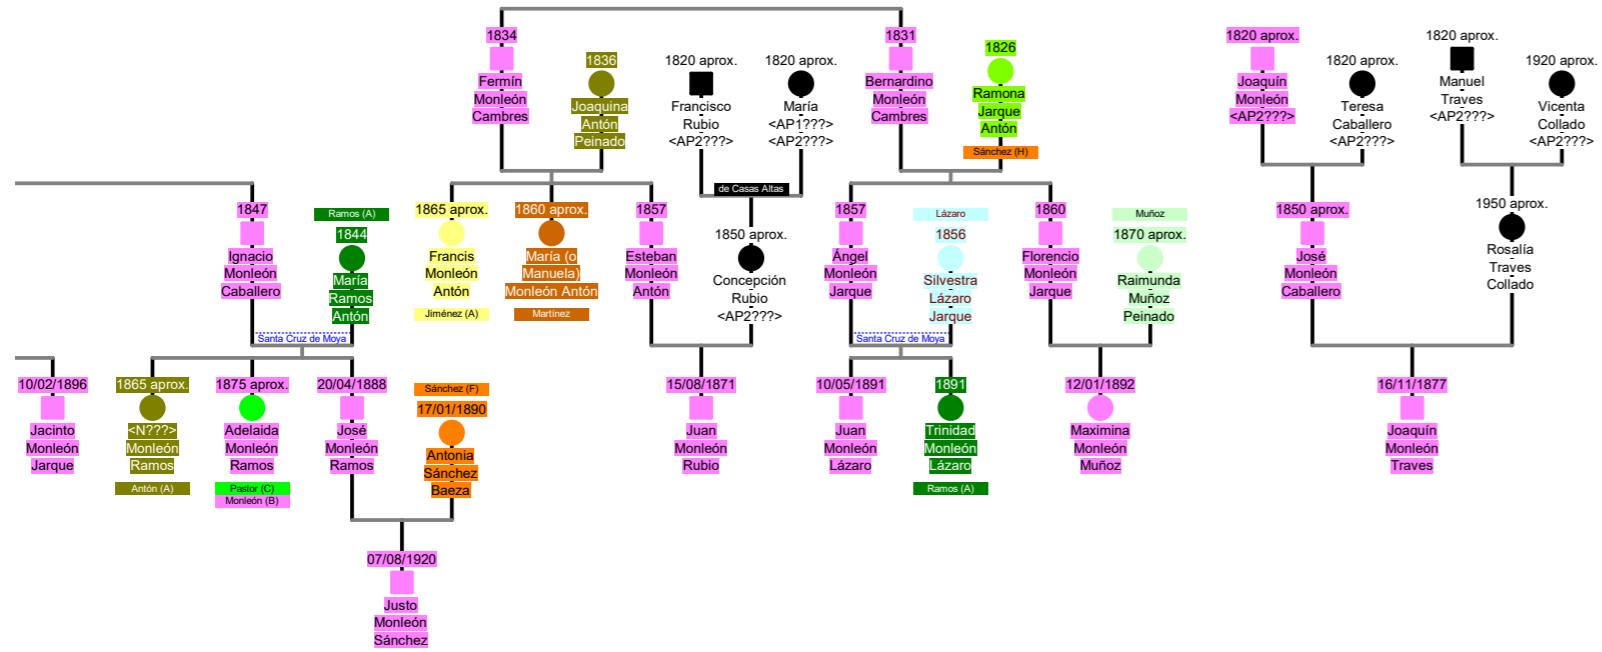 1834
Fermín
Monleón
Cambres
1836
Joaquina
Antón
Peinado
1820 aprox.
Francisco
Rubio
<AP2???>
1820 aprox.
María
<AP1???>
<AP2???>
de Casas Altas
1831
Bernardino
Monleón
Cambres
1826
Ramona
Jarque
Antón
Sánchez (H)
1820 aprox.
Joaquín
Monleón
<AP2???>
1820 aprox.
Teresa
Caballero
<AP2???>
1820 aprox.
Manuel
Traves
<AP2???>
1920 aprox.
Vicenta
Collado
<AP2???>
1847
Ignacio
Monleón
Caballero
Ramos (A)
1844
María
Ramos
Antón
Santa Cruz de Moya
1865 aprox.
Francis
Monleón
Antón
Jiménez (A)
1860 aprox.
María (o
Manuela)
Monleón Antón
Martínez
1857
Esteban
Monleón
Antón
1850 aprox.
Concepción
Rubio
<AP2???>
1857
Ángel
Monleón
Jarque
Lázaro
1856
Silvestra
Lázaro
Jarque
Santa Cruz de Moya
1860
Florencio
Monleón
Jarque
Muñoz
1870 aprox.
Raimunda
Muñoz
Peinado
1850 aprox.
José
Monleón
Caballero
1950 aprox.
Rosalía
Traves
Collado
10/02/1896
Jacinto
Monleón
Jarque
1865 aprox.
<N???>
Monleón
Ramos
Antón (A)
1875 aprox.
Adelaida
Monleón
Ramos
Pastor (C)
Monleón (B)
20/04/1888
José
Monleón
Ramos
Sánchez (F)
17/01/1890
Antonia
Sánchez
Baeza
15/08/1871
Juan
Monleón
Rubio
10/05/1891
Juan
Monleón
Lázaro
1891
Trinidad
Monleón
Lázaro
Ramos (A)
12/01/1892
Maximina
Monleón
Muñoz
16/11/1877
Joaquín
Monleón
Traves
07/08/1920
Justo
Monleón
Sánchez